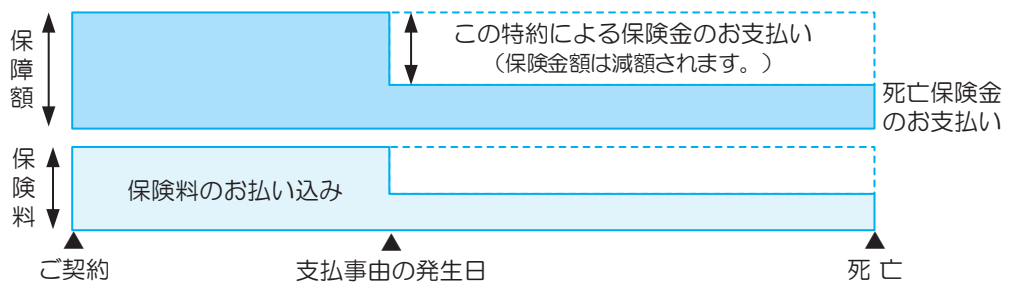 保障額
この特約による保険金のお支払い
（保険金額は減額されます。）
死亡保険金
のお支払い
保険料
保険料のお払い込み
ご契約
支払事由の発生日
死亡